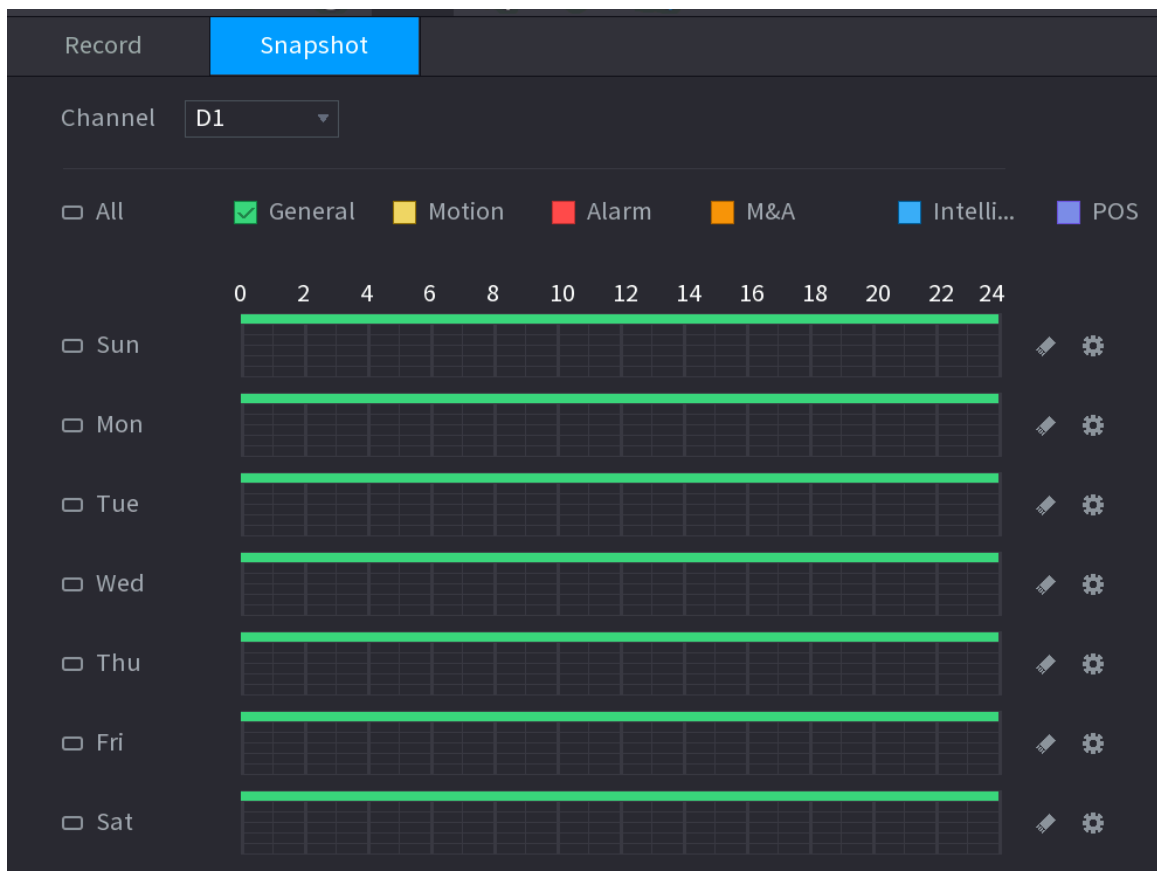 Record Snapshot
Channel D1
All General Motion Alarm M&A Intelli... POS
0 2 4 6 8 10 12 14 16 18 20 22 24
Sun
Mon
Tue
Wed
Thu
Fri
Sat